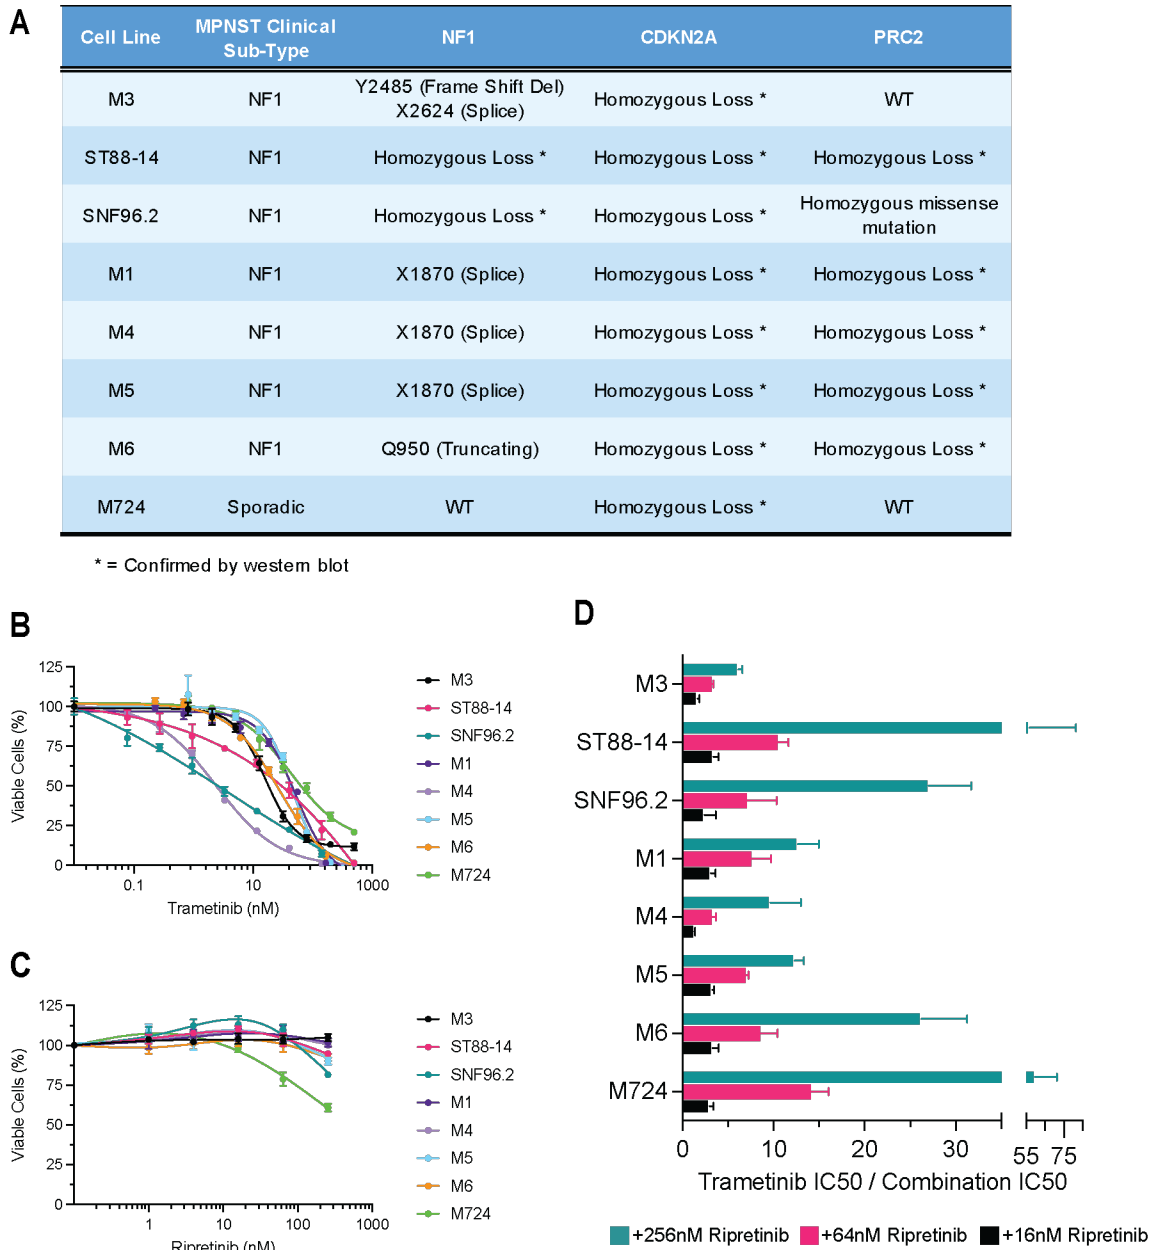 A
Cell Line
MPNST Clinical
Sub-Type
NF1
CDKN2A
PRC2
M3
NF1
Y2485 (Frame Shift Del)
X2624 (Splice)
Homozygous Loss *
WT
ST88-14
NF1
Homozygous Loss *
Homozygous Loss *
Homozygous Loss *
SNF96.2
NF1
Homozygous Loss *
Homozygous Loss *
Homozygous missense
mutation
M1
NF1
X1870 (Splice)
Homozygous Loss *
Homozygous Loss *
M4
NF1
X1870 (Splice)
Homozygous Loss *
Homozygous Loss *
M5
NF1
X1870 (Splice)
Homozygous Loss *
Homozygous Loss *
M6
NF1
Q950 (Truncating)
Homozygous Loss *
Homozygous Loss *
M724
Sporadic
WT
Homozygous Loss *
WT
* = Confirmed by western blot
B
Viable Cells (%)
125
100
75
50
25
0
0.1
10
1000
Trametinib (nM)
M3
ST88-14
SNF96.2
M1
M4
M5
M6
M724
C
Viable Cells (%)
125
100
75
50
25
0
1
10
100
1000
Ripretinib (nM)
M3
ST88-14
SNF96.2
M1
M4
M5
M6
M724
D
M3
ST88-14
SNF96.2
M1
M4
M5
M6
M724
0
10
20
30
55
75
Trametinib IC50 / Combination IC50
+256nM Ripretinib
+64nM Ripretinib
+16nM Ripretinib